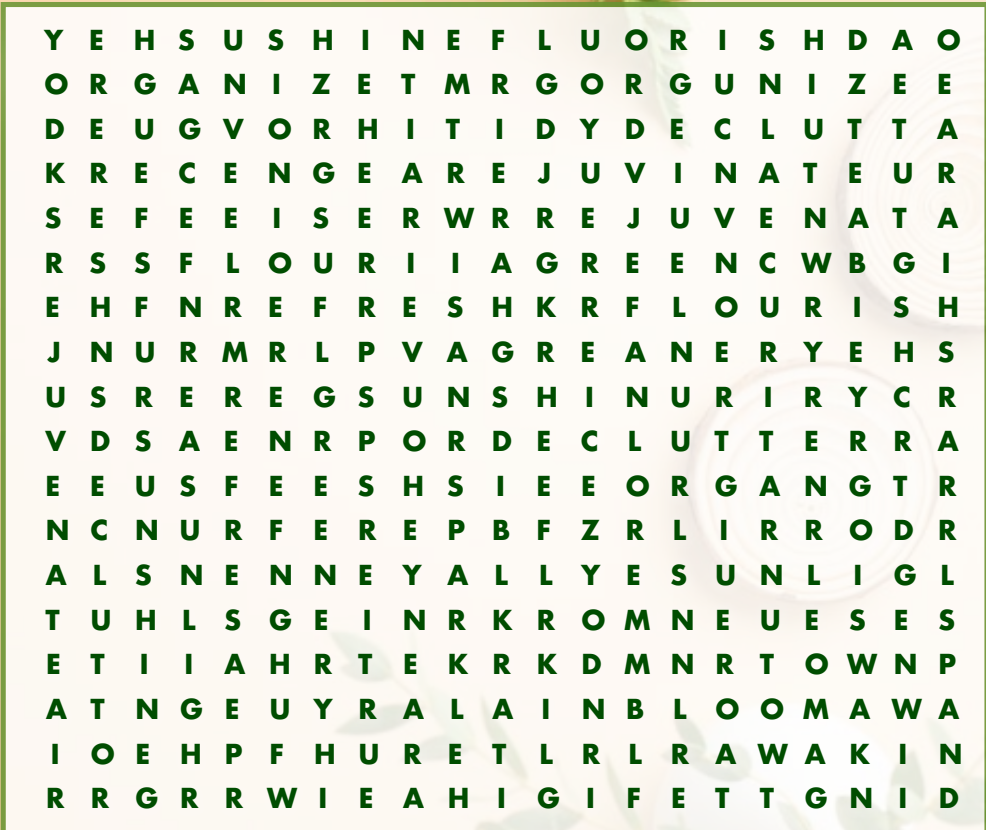 Y E H S U S H I N E F L U O R I S H D A O
O R G A N I Z E T M R G O R G U N I Z E E
D E U G V O R H I T I D Y D E C L U T T A
K R E C E N G E A R E J U V I N A T E U R
S E F E E I S E R W R R E J U V E N A T A
R S S F L O U R I I A G R E E N C W B G I
E H F N R E F R E S H K R F L O U R I S H
J N U R M R L P V A G R E A N E R Y E H S
U S R E R E G S U N S H I N U R I R Y C R
V D S A E N R P O R D E C L U T T E R R A
E E U S F E E S H S I E E O R G A N G T R
N C N U R F E R E P B F Z R L I R R O D R
A L S N E N N E Y A L L Y E S U N L I G L
T U H L S G E I N R K R O M N E U E S E S
E T I I A H R T E K R K D M N R T O W N P
A T N G E U Y R A L A I N B L O O M A W A
I O E H P F H U R E T L R L R A W A K I N
R R G R R W I E A H I G I F E T T G N I D